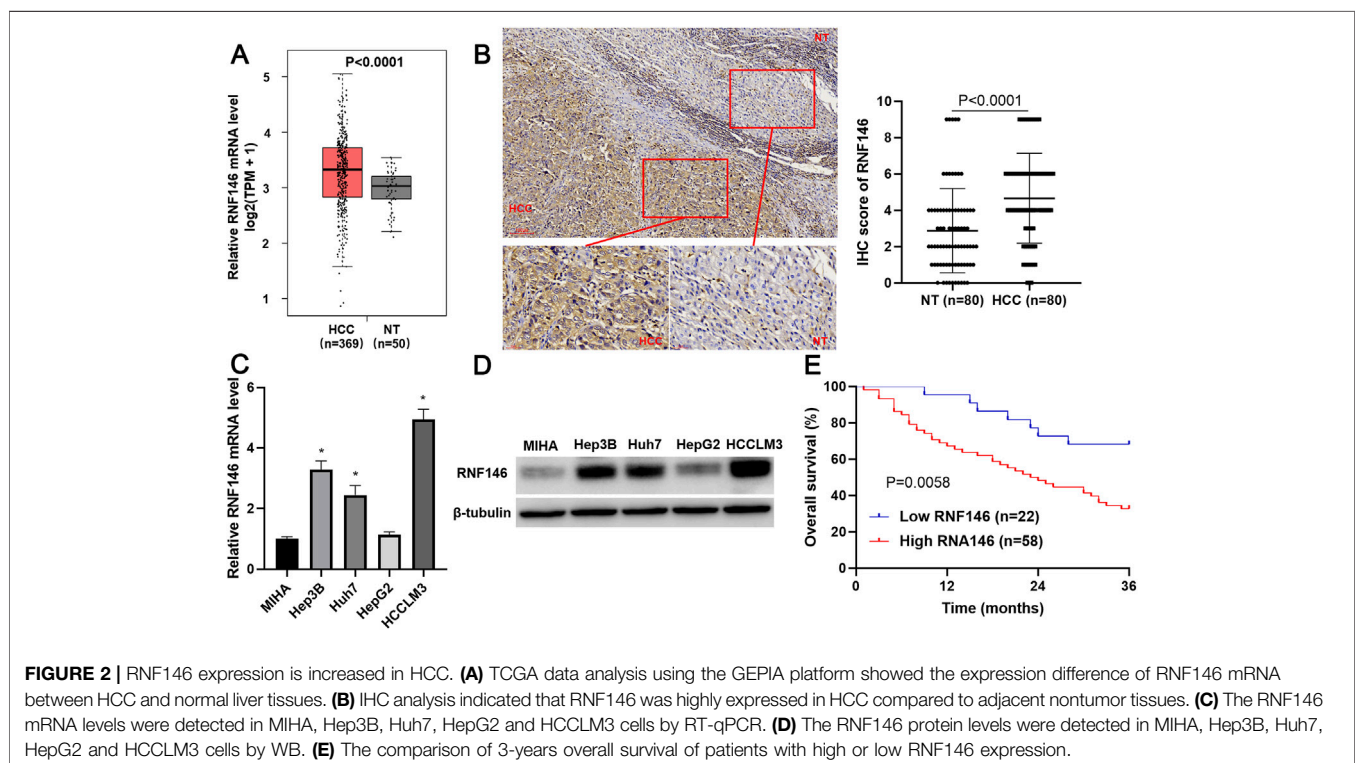 A
P<0.0001
Relative RNF146 mRNA level
log2(TPM + 1)
5
4
3
2
1
HCC
(n=369)
NT
(n=50)
B
NT
HCC
HCC
NT
P<0.0001
IHC score of RNF146
10
8
6
4
2
0
NT (n=80)
HCC (n=80)
C
Relative RNF146 mRNA level
6
4
2
0
*
*
*
MIHA
Hep3B
Huh7
HepG2
HCCLM3
D
MIHA Hep3B Huh7 HepG2 HCCLM3
RNF146
β-tubulin
E
Overall survival (%)
100
80
60
40
20
0
P=0.0058
Low RNF146 (n=22)
High RNA146 (n=58)
0 12 24 36
Time (months)
FIGURE 2 | RNF146 expression is increased in HCC. (A) TCGA data analysis using the GEPIA platform showed the expression difference of RNF146 mRNA
between HCC and normal liver tissues. (B) IHC analysis indicated that RNF146 was highly expressed in HCC compared to adjacent nontumor tissues. (C) The RNF146
mRNA levels were detected in MIHA, Hep3B, Huh7, HepG2 and HCCLM3 cells by RT-qPCR. (D) The RNF146 protein levels were detected in MIHA, Hep3B, Huh7,
HepG2 and HCCLM3 cells by WB. (E) The comparison of 3-years overall survival of patients with high or low RNF146 expression.